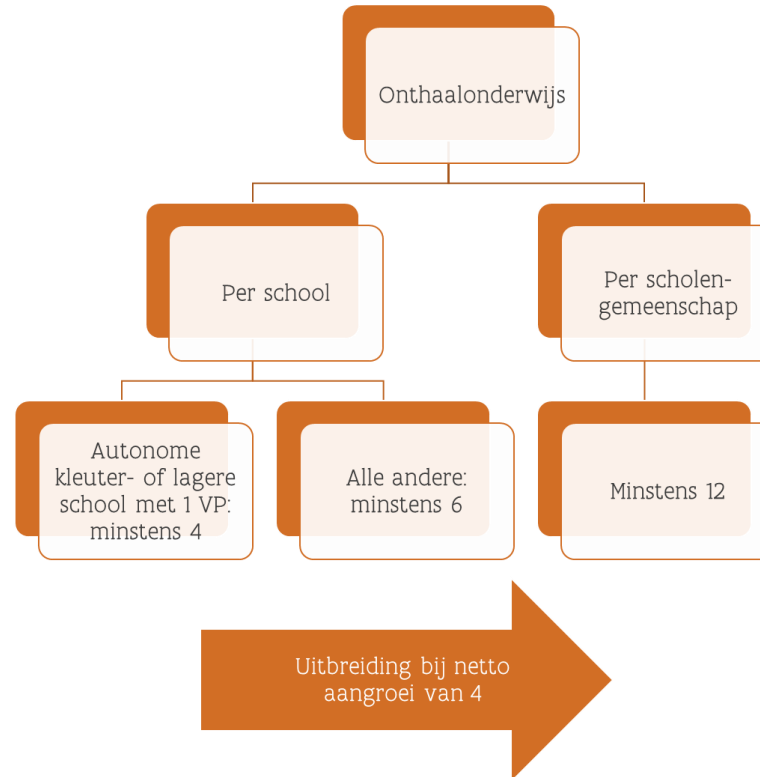 Onthaalonderwijs
Per school
Per scholen-
gemeenschap
Autonome
kleuter- of lagere
school met 1 VP:
minstens 4
Alle andere:
minstens 6
Minstens 12
Uitbreiding bij netto
aangroei van 4